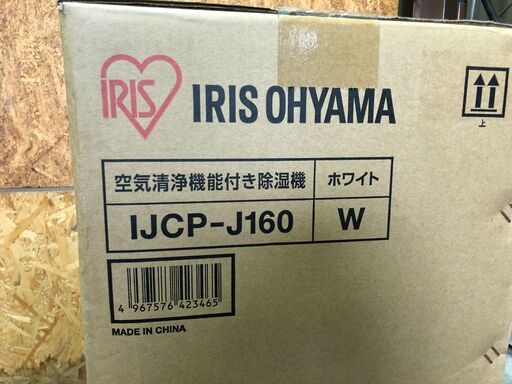 IRIS
IRIS OHYAMA
上
空気清浄機能付き除湿機 ホワイト
IJCP-J160 W
4 967576 423465
MADE IN CHINA